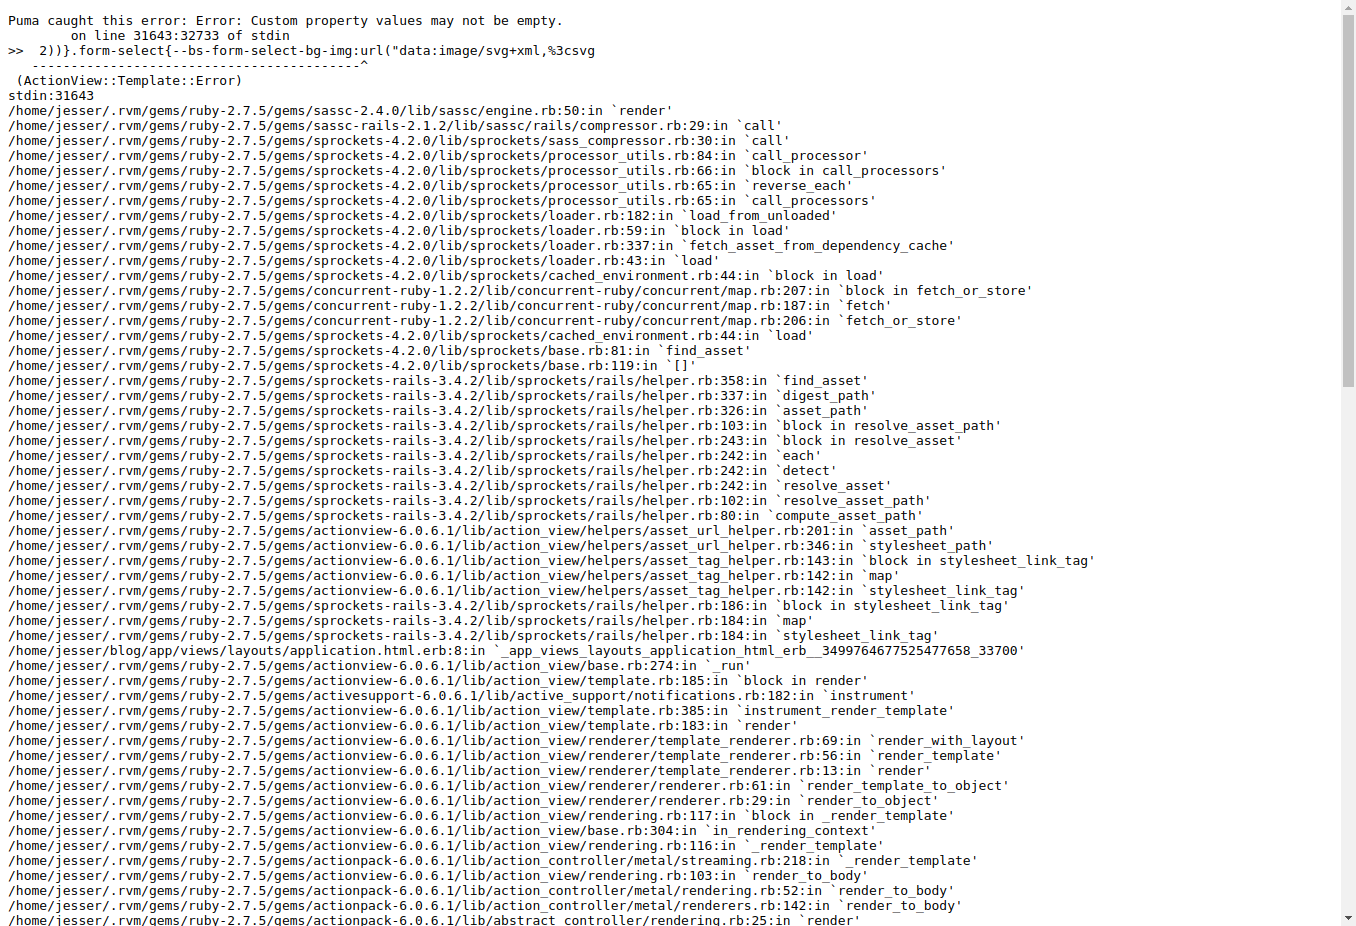 Puma caught this error: Error: Custom property values may not be empty.
        on line 31643:32733 of stdin
>>  2))}.form-select{--bs-form-select-bg-img:url("data:image/svg+xml,%3csvg
   ------------------------------------------^
 (ActionView::Template::Error)
stdin:31643
/home/jesser/.rvm/gems/ruby-2.7.5/gems/sassc-2.4.0/lib/sassc/engine.rb:50:in `render'
/home/jesser/.rvm/gems/ruby-2.7.5/gems/sassc-rails-2.1.2/lib/sassc/rails/compressor.rb:29:in `call'
/home/jesser/.rvm/gems/ruby-2.7.5/gems/sprockets-4.2.0/lib/sprockets/sass_compressor.rb:30:in `call'
/home/jesser/.rvm/gems/ruby-2.7.5/gems/sprockets-4.2.0/lib/sprockets/processor_utils.rb:84:in `call_processor'
/home/jesser/.rvm/gems/ruby-2.7.5/gems/sprockets-4.2.0/lib/sprockets/processor_utils.rb:66:in `block in call_processors'
/home/jesser/.rvm/gems/ruby-2.7.5/gems/sprockets-4.2.0/lib/sprockets/processor_utils.rb:65:in `reverse_each'
/home/jesser/.rvm/gems/ruby-2.7.5/gems/sprockets-4.2.0/lib/sprockets/processor_utils.rb:65:in `call_processors'
/home/jesser/.rvm/gems/ruby-2.7.5/gems/sprockets-4.2.0/lib/sprockets/loader.rb:182:in `load_from_unloaded'
/home/jesser/.rvm/gems/ruby-2.7.5/gems/sprockets-4.2.0/lib/sprockets/loader.rb:59:in `block in load'
/home/jesser/.rvm/gems/ruby-2.7.5/gems/sprockets-4.2.0/lib/sprockets/loader.rb:337:in `fetch_asset_from_dependency_cache'
/home/jesser/.rvm/gems/ruby-2.7.5/gems/sprockets-4.2.0/lib/sprockets/loader.rb:43:in `load'
/home/jesser/.rvm/gems/ruby-2.7.5/gems/sprockets-4.2.0/lib/sprockets/cached_environment.rb:44:in `block in load'
/home/jesser/.rvm/gems/ruby-2.7.5/gems/concurrent-ruby-1.2.2/lib/concurrent-ruby/concurrent/map.rb:207:in `block in fetch_or_store'
/home/jesser/.rvm/gems/ruby-2.7.5/gems/concurrent-ruby-1.2.2/lib/concurrent-ruby/concurrent/map.rb:187:in `fetch'
/home/jesser/.rvm/gems/ruby-2.7.5/gems/concurrent-ruby-1.2.2/lib/concurrent-ruby/concurrent/map.rb:206:in `fetch_or_store'
/home/jesser/.rvm/gems/ruby-2.7.5/gems/sprockets-4.2.0/lib/sprockets/cached_environment.rb:44:in `load'
/home/jesser/.rvm/gems/ruby-2.7.5/gems/sprockets-4.2.0/lib/sprockets/base.rb:81:in `find_asset'
/home/jesser/.rvm/gems/ruby-2.7.5/gems/sprockets-4.2.0/lib/sprockets/base.rb:119:in `[]'
/home/jesser/.rvm/gems/ruby-2.7.5/gems/sprockets-rails-3.4.2/lib/sprockets/rails/helper.rb:358:in `find_asset'
/home/jesser/.rvm/gems/ruby-2.7.5/gems/sprockets-rails-3.4.2/lib/sprockets/rails/helper.rb:337:in `digest_path'
/home/jesser/.rvm/gems/ruby-2.7.5/gems/sprockets-rails-3.4.2/lib/sprockets/rails/helper.rb:326:in `asset_path'
/home/jesser/.rvm/gems/ruby-2.7.5/gems/sprockets-rails-3.4.2/lib/sprockets/rails/helper.rb:103:in `block in resolve_asset_path'
/home/jesser/.rvm/gems/ruby-2.7.5/gems/sprockets-rails-3.4.2/lib/sprockets/rails/helper.rb:243:in `block in resolve_asset'
/home/jesser/.rvm/gems/ruby-2.7.5/gems/sprockets-rails-3.4.2/lib/sprockets/rails/helper.rb:242:in `each'
/home/jesser/.rvm/gems/ruby-2.7.5/gems/sprockets-rails-3.4.2/lib/sprockets/rails/helper.rb:242:in `detect'
/home/jesser/.rvm/gems/ruby-2.7.5/gems/sprockets-rails-3.4.2/lib/sprockets/rails/helper.rb:242:in `resolve_asset'
/home/jesser/.rvm/gems/ruby-2.7.5/gems/sprockets-rails-3.4.2/lib/sprockets/rails/helper.rb:102:in `resolve_asset_path'
/home/jesser/.rvm/gems/ruby-2.7.5/gems/sprockets-rails-3.4.2/lib/sprockets/rails/helper.rb:80:in `compute_asset_path'
/home/jesser/.rvm/gems/ruby-2.7.5/gems/actionview-6.0.6.1/lib/action_view/helpers/asset_url_helper.rb:201:in `asset_path'
/home/jesser/.rvm/gems/ruby-2.7.5/gems/actionview-6.0.6.1/lib/action_view/helpers/asset_url_helper.rb:346:in `stylesheet_path'
/home/jesser/.rvm/gems/ruby-2.7.5/gems/actionview-6.0.6.1/lib/action_view/helpers/asset_tag_helper.rb:143:in `block in stylesheet_link_tag'
/home/jesser/.rvm/gems/ruby-2.7.5/gems/actionview-6.0.6.1/lib/action_view/helpers/asset_tag_helper.rb:142:in `map'
/home/jesser/.rvm/gems/ruby-2.7.5/gems/actionview-6.0.6.1/lib/action_view/helpers/asset_tag_helper.rb:142:in `stylesheet_link_tag'
/home/jesser/.rvm/gems/ruby-2.7.5/gems/sprockets-rails-3.4.2/lib/sprockets/rails/helper.rb:186:in `block in stylesheet_link_tag'
/home/jesser/.rvm/gems/ruby-2.7.5/gems/sprockets-rails-3.4.2/lib/sprockets/rails/helper.rb:184:in `map'
/home/jesser/.rvm/gems/ruby-2.7.5/gems/sprockets-rails-3.4.2/lib/sprockets/rails/helper.rb:184:in `stylesheet_link_tag'
/home/jesser/blog/app/views/layouts/application.html.erb:8:in `_app_views_layouts_application_html_erb__3499764677525477658_33700'
/home/jesser/.rvm/gems/ruby-2.7.5/gems/actionview-6.0.6.1/lib/action_view/base.rb:274:in `_run'
/home/jesser/.rvm/gems/ruby-2.7.5/gems/actionview-6.0.6.1/lib/action_view/template.rb:185:in `block in render'
/home/jesser/.rvm/gems/ruby-2.7.5/gems/activesupport-6.0.6.1/lib/active_support/notifications.rb:182:in `instrument'
/home/jesser/.rvm/gems/ruby-2.7.5/gems/actionview-6.0.6.1/lib/action_view/template.rb:385:in `instrument_render_template'
/home/jesser/.rvm/gems/ruby-2.7.5/gems/actionview-6.0.6.1/lib/action_view/template.rb:183:in `render'
/home/jesser/.rvm/gems/ruby-2.7.5/gems/actionview-6.0.6.1/lib/action_view/renderer/template_renderer.rb:69:in `render_with_layout'
/home/jesser/.rvm/gems/ruby-2.7.5/gems/actionview-6.0.6.1/lib/action_view/renderer/template_renderer.rb:56:in `render_template'
/home/jesser/.rvm/gems/ruby-2.7.5/gems/actionview-6.0.6.1/lib/action_view/renderer/template_renderer.rb:13:in `render'
/home/jesser/.rvm/gems/ruby-2.7.5/gems/actionview-6.0.6.1/lib/action_view/renderer/renderer.rb:61:in `render_template_to_object'
/home/jesser/.rvm/gems/ruby-2.7.5/gems/actionview-6.0.6.1/lib/action_view/renderer/renderer.rb:29:in `render_to_object'
/home/jesser/.rvm/gems/ruby-2.7.5/gems/actionview-6.0.6.1/lib/action_view/rendering.rb:117:in `block in _render_template'
/home/jesser/.rvm/gems/ruby-2.7.5/gems/actionview-6.0.6.1/lib/action_view/base.rb:304:in `in_rendering_context'
/home/jesser/.rvm/gems/ruby-2.7.5/gems/actionview-6.0.6.1/lib/action_view/rendering.rb:116:in `_render_template'
/home/jesser/.rvm/gems/ruby-2.7.5/gems/actionpack-6.0.6.1/lib/action_controller/metal/streaming.rb:218:in `_render_template'
/home/jesser/.rvm/gems/ruby-2.7.5/gems/actionview-6.0.6.1/lib/action_view/rendering.rb:103:in `render_to_body'
/home/jesser/.rvm/gems/ruby-2.7.5/gems/actionpack-6.0.6.1/lib/action_controller/metal/rendering.rb:52:in `render_to_body'
/home/jesser/.rvm/gems/ruby-2.7.5/gems/actionpack-6.0.6.1/lib/action_controller/metal/renderers.rb:142:in `render_to_body'
/home/jesser/.rvm/gems/ruby-2.7.5/gems/actionpack-6.0.6.1/lib/abstract_controller/rendering.rb:25:in `render'